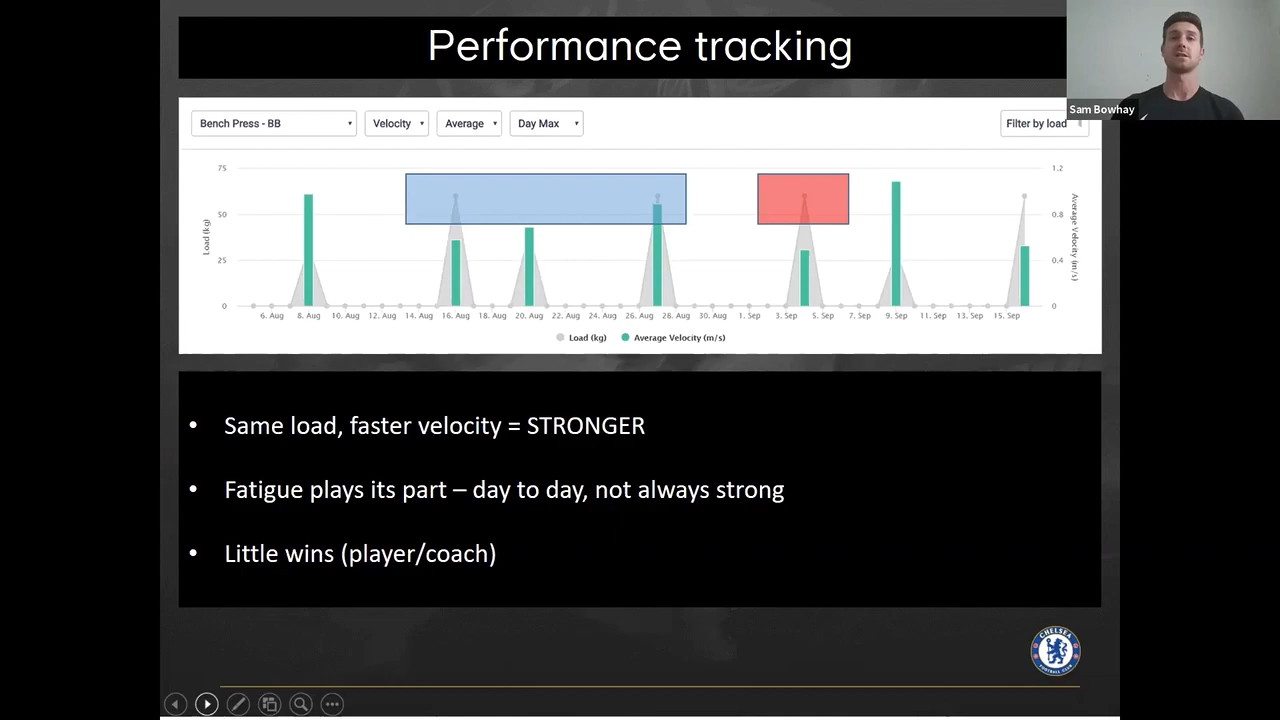 Performance tracking
Sam Bowhay
Bench Press - BB
Velocity
Average
Day Max
Filter by load
75
50
25
0
1.2
0.8
0.4
0
Load (kg)
Average Velocity (m/s)
6. Aug 8. Aug 10. Aug 12. Aug 14. Aug 16. Aug 18. Aug 20. Aug 22. Aug 24. Aug 26. Aug 28. Aug 30. Aug 1. Sep 3. Sep 5. Sep 7. Sep 9. Sep 11. Sep 13. Sep 15. Sep
Load (kg) Average Velocity (m/s)
• Same load, faster velocity = STRONGER
• Fatigue plays its part – day to day, not always strong
• Little wins (player/coach)
CHELSEA
FOOTBALL CLUB